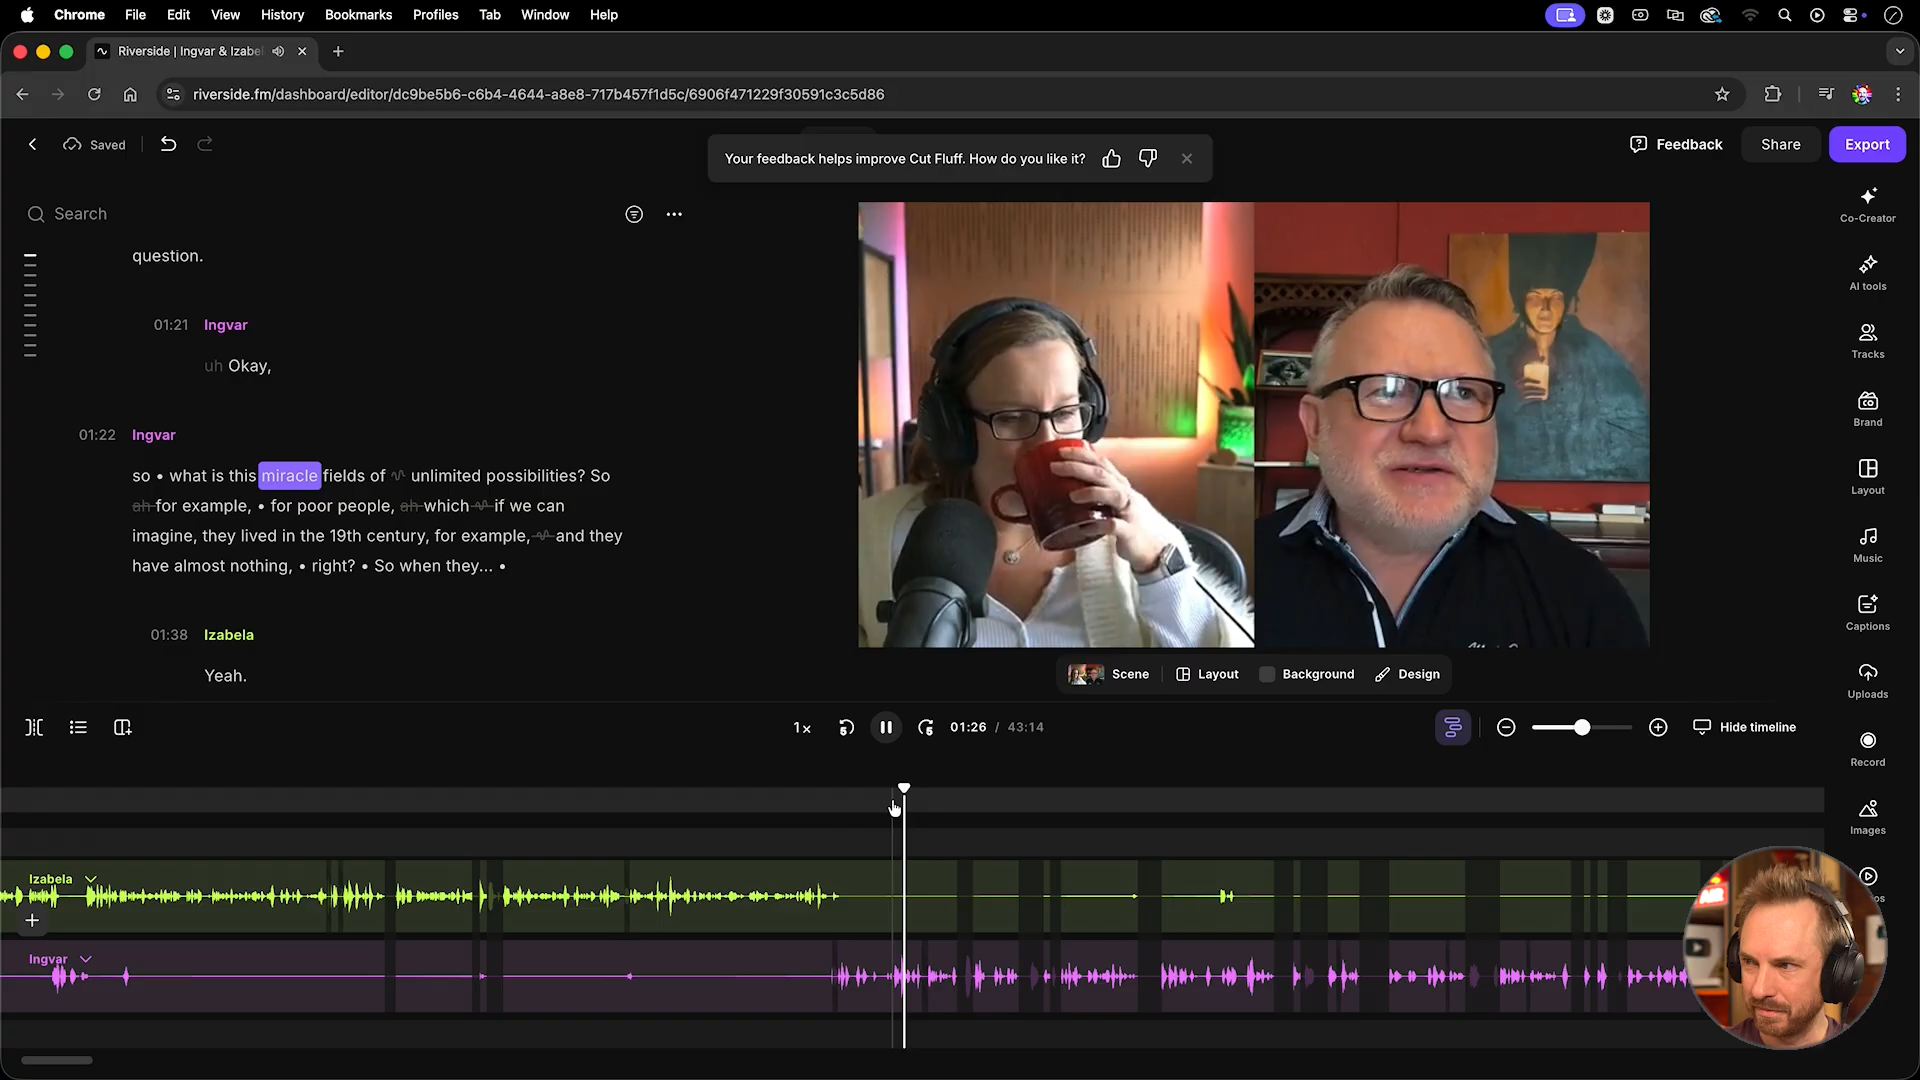 Chrome File Edit View History Bookmarks Profiles Tab Window Help
Riverside | Ingvar & Izabel
riverside.fm/dashboard/editor/dc9be5b6-c6b4-4644-a8e8-717b457f1d5c/6906f471229f30591c3c5d86
Saved
Your feedback helps improve Cut Fluff. How do you like it?
Feedback
Share
Export
Search
question.
01:21 Ingvar
uh Okay,
01:22 Ingvar
so • what is this miracle fields of unlimited possibilities? So
ah for example, • for poor people, ah which if we can
imagine, they lived in the 19th century, for example, and they
have almost nothing, • right? • So when they... •
01:38 Izabela
Yeah.
Scene Layout Background Design
Co-Creator
AI tools
Tracks
Brand
Layout
Music
Captions
Uploads
Record
Images
1x 5 5 01:26 / 43:14
Hide timeline
Izabela
Ingvar